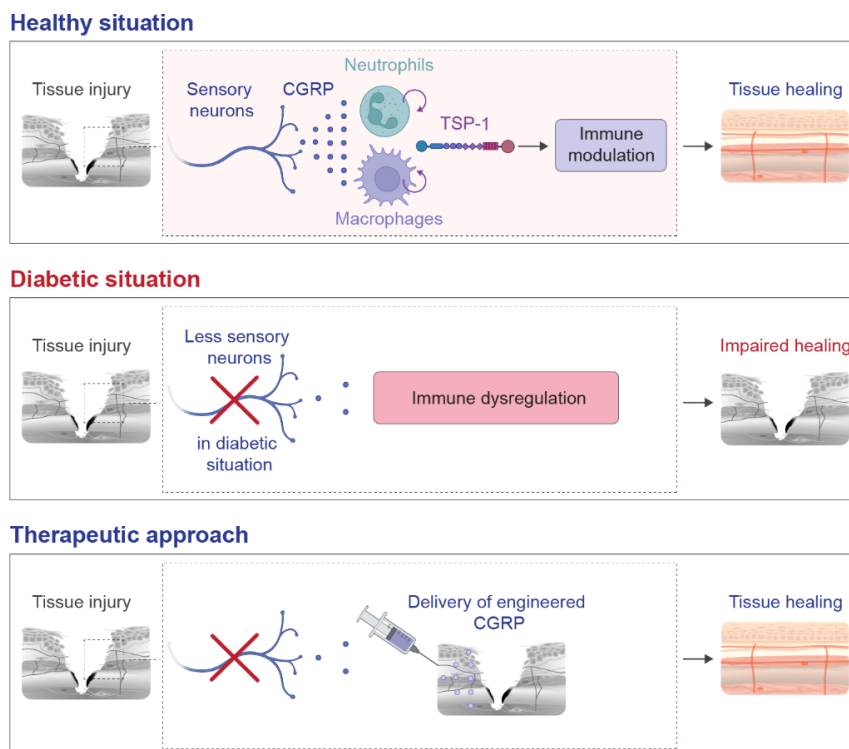 Healthy situation
Tissue injury
Sensory
neurons
CGRP
Neutrophils
TSP-1
Macrophages
Immune
modulation
Tissue healing
Diabetic situation
Tissue injury
Less sensory
neurons
in diabetic
situation
Immune dysregulation
Impaired healing
Therapeutic approach
Tissue injury
Delivery of engineered
CGRP
Tissue healing